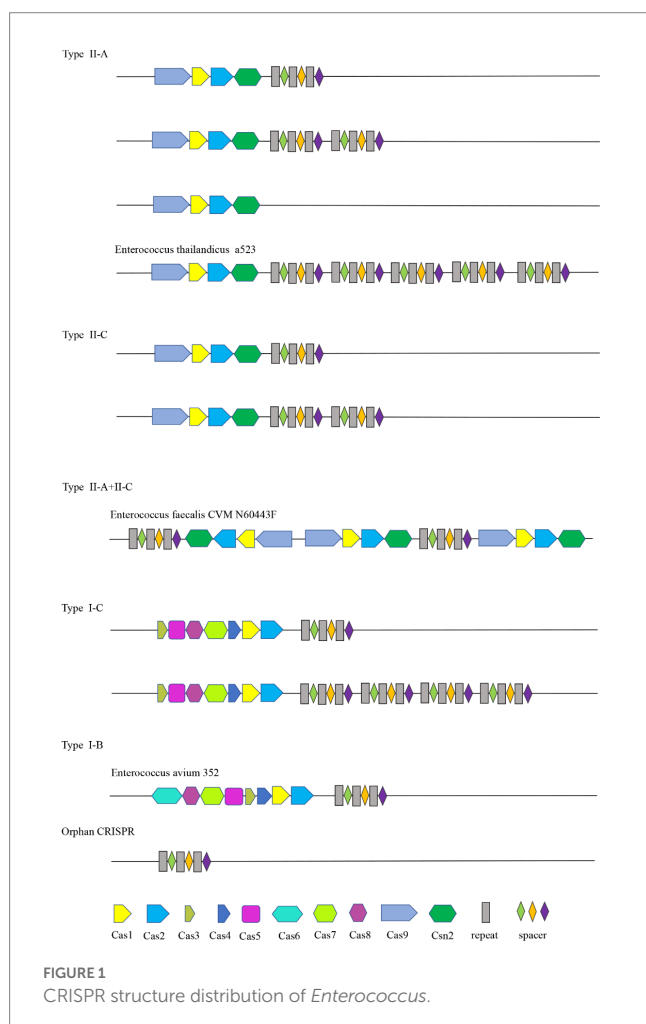 Type II-A
Enterococcus thailandicus a523
Type II-C
Type II-A+II-C
Enterococcus faecalis CVM N60443F
Type I-C
Type I-B
Enterococcus avium 352
Orphan CRISPR
Cas1 Cas2 Cas3 Cas4 Cas5 Cas6 Cas7 Cas8 Cas9 Csn2 repeat spacer
FIGURE 1
CRISPR structure distribution of Enterococcus.